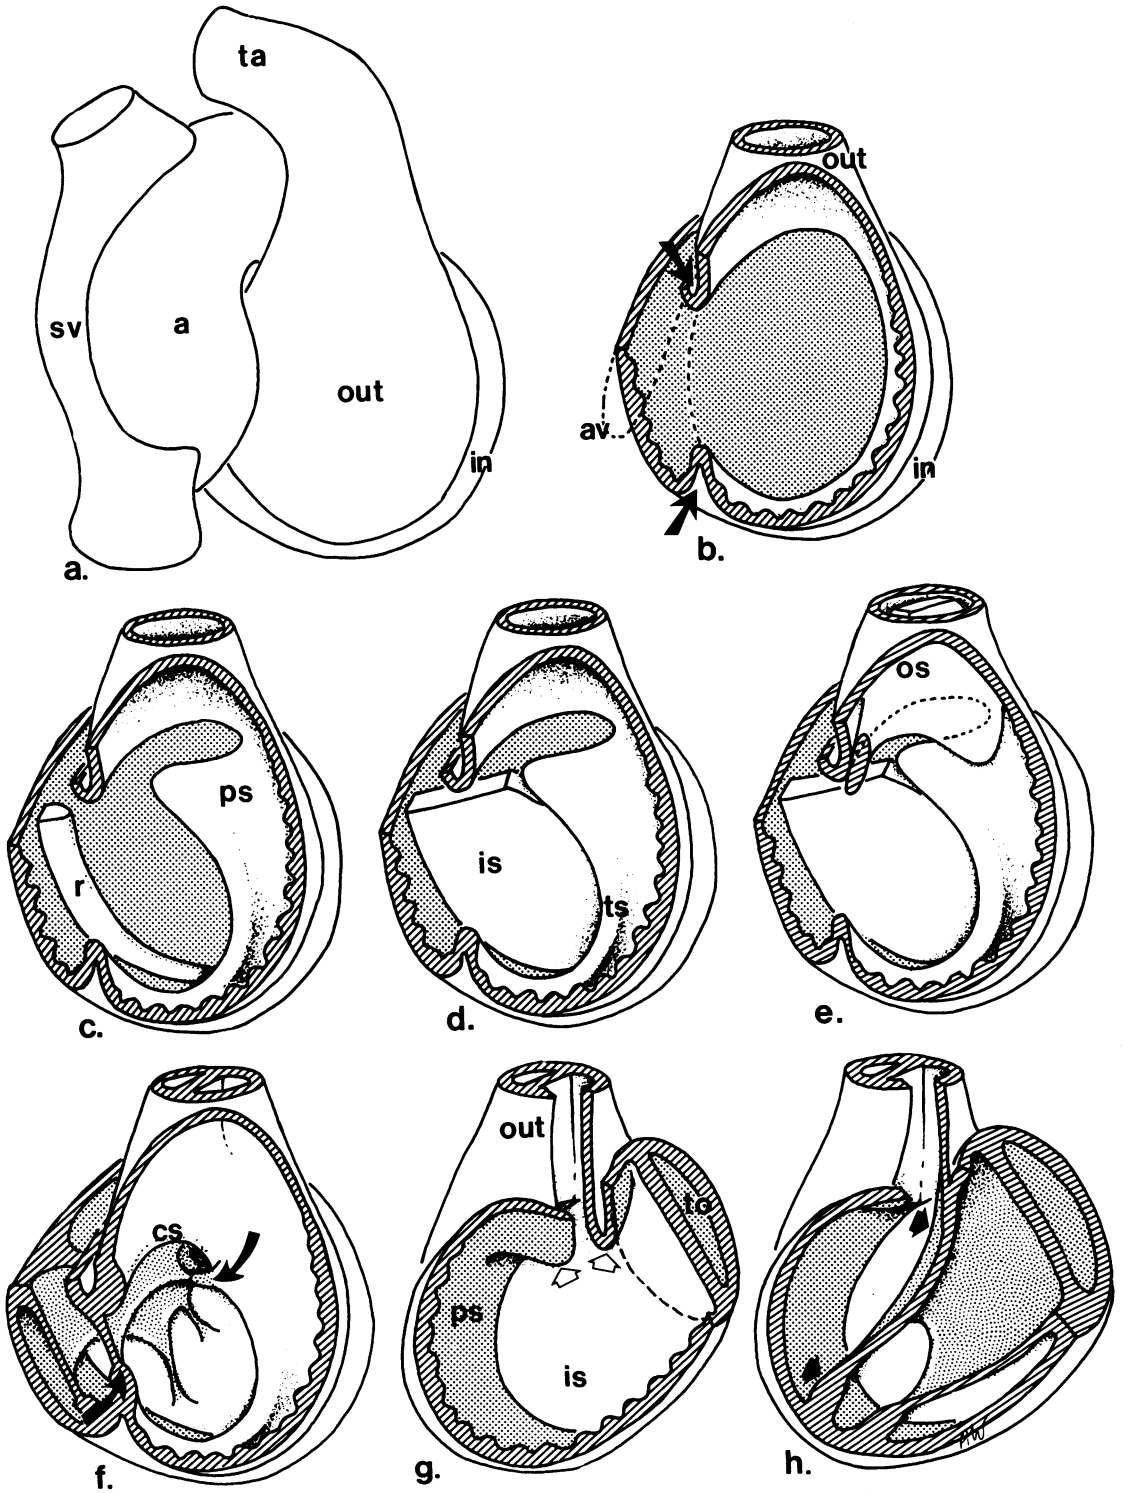 ta
sv
a
out
in
a.
out
av
in
b.
ps
r
c.
is
ts
d.
os
e.
cs
f.
out
to
ps
is
g.
h.